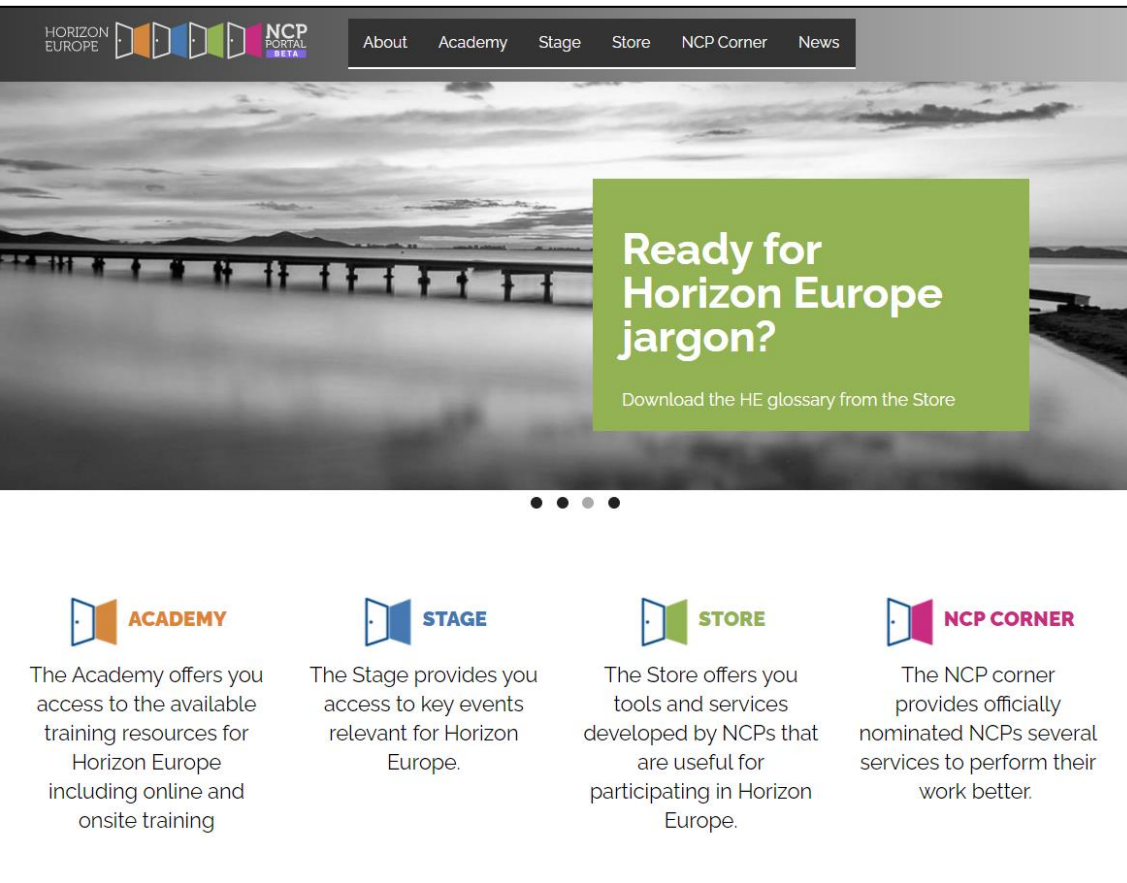 HORIZON
EUROPE
NCP
PORTAL
BETA
About Academy Stage Store NCP Corner News
Ready for
Horizon Europe
jargon?
Download the HE glossary from the Store
ACADEMY
The Academy offers you
access to the available
training resources for
Horizon Europe
including online and
onsite training
STAGE
The Stage provides you
access to key events
relevant for Horizon
Europe.
STORE
The Store offers you
tools and services
developed by NCPs that
are useful for
participating in Horizon
Europe.
NCP CORNER
The NCP corner
provides officially
nominated NCPs several
services to perform their
work better.